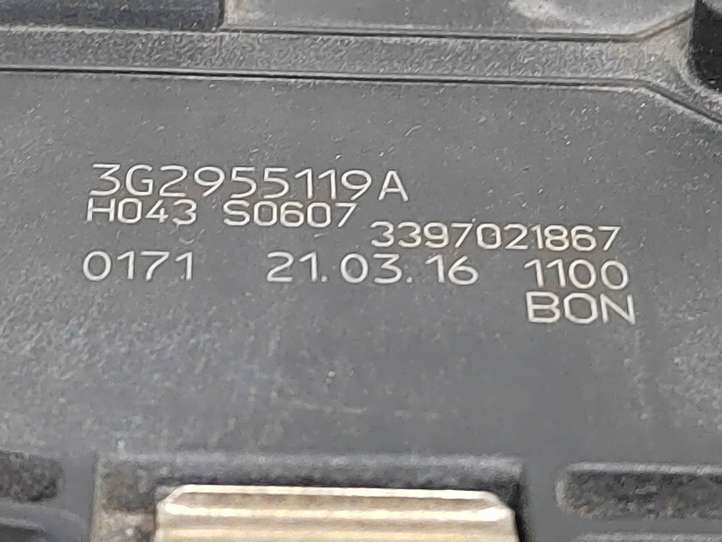 3G2955119A
H043 S0607
3397021867
0171 21.03.16 1100
BON